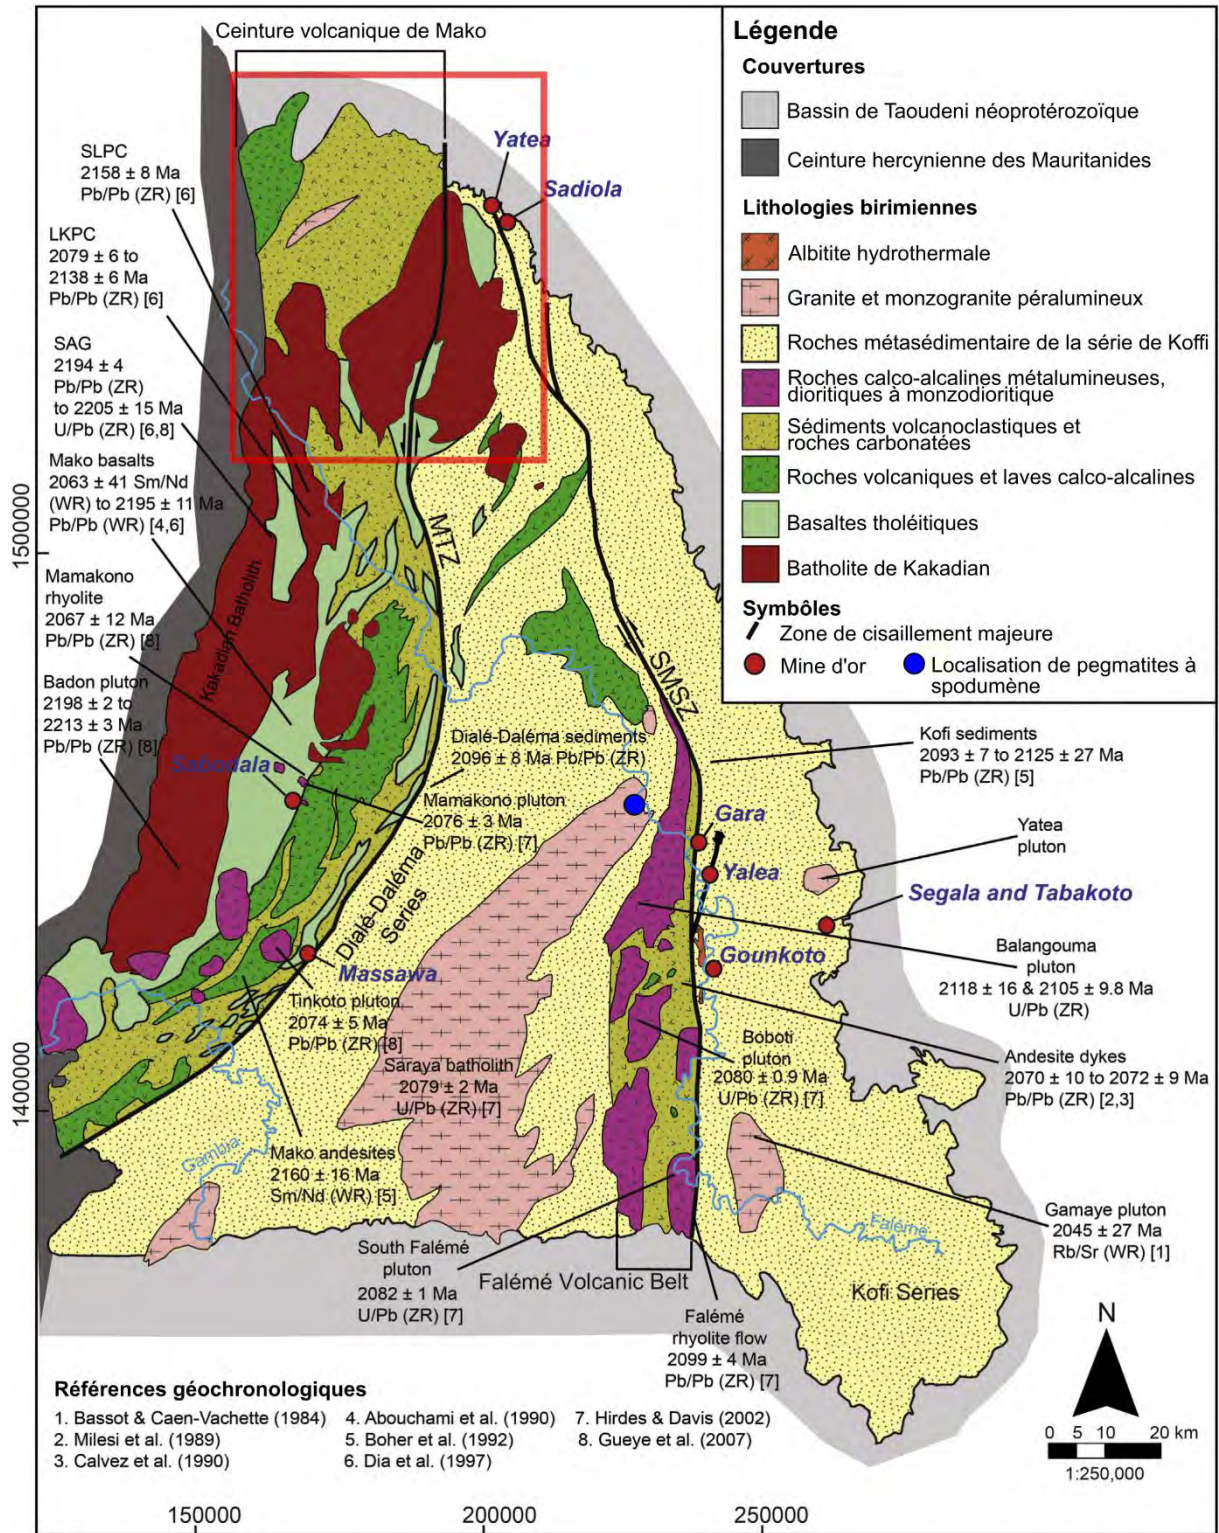 Ceinture volcanique de Mako
Légende
Couvertures
Bassin de Taoudeni néoprotérozoïque
Ceinture hercynienne des Mauritanides
Lithologies birimiennes
Albitite hydrothermale
Granite et monzogranite péralumineux
Roches métasédimentaire de la série de Koffi
Roches calco-alcalines métalumineuses,
dioritiques à monzodioritique
Sédiments volcanoclastiques et
roches carbonatées
Roches volcaniques et laves calco-alcalines
Basaltes tholéitiques
Batholite de Kakadian
Symbôles
Zone de cisaillement majeure
Mine d'or
Localisation de pegmatites à
spodumène
Yatea
Sadiola
SLPC
2158 ± 8 Ma
Pb/Pb (ZR) [6]
LKPC
2079 ± 6 to
2138 ± 6 Ma
Pb/Pb (ZR) [6]
SAG
2194 ± 4
Pb/Pb (ZR)
to 2205 ± 15 Ma
U/Pb (ZR) [6,8]
Mako basalts
2063 ± 41 Sm/Nd
(WR) to 2195 ± 11 Ma
Pb/Pb (WR) [4,6]
Mamakono
rhyolite
2067 ± 12 Ma
Pb/Pb (ZR) [8]
Badon pluton
2198 ± 2 to
2213 ± 3 Ma
Pb/Pb (ZR) [8]
Kakadian Batholith
MTZ
SMSZ
Sabodala
Dialé-Daléma sediments
2096 ± 8 Ma Pb/Pb (ZR)
Mamakono pluton
2076 ± 3 Ma
Pb/Pb (ZR) [7]
Kofi sediments
2093 ± 7 to 2125 ± 27 Ma
Pb/Pb (ZR) [5]
Gara
Yalea
Yatea
pluton
Segala and Tabakoto
Gounkoto
Dialé-Daléma
Series
Massawa
Tinkoto pluton
2074 ± 5 Ma
Pb/Pb (ZR) [8]
Balangouma
pluton
2118 ± 16 & 2105 ± 9.8 Ma
U/Pb (ZR)
Saraya batholith
2079 ± 2 Ma
U/Pb (ZR) [7]
Boboti
pluton
2080 ± 0.9 Ma
U/Pb (ZR) [7]
Andesite dykes
2070 ± 10 to 2072 ± 9 Ma
Pb/Pb (ZR) [2,3]
Mako andesites
2160 ± 16 Ma
Sm/Nd (WR) [5]
Gambia
Falémé
Gamaye pluton
2045 ± 27 Ma
Rb/Sr (WR) [1]
South Falémé
pluton
2082 ± 1 Ma
U/Pb (ZR) [7]
Falémé Volcanic Belt
Kofi Series
Falémé
rhyolite flow
2099 ± 4 Ma
Pb/Pb (ZR) [7]
N
0 5 10 20 km
1:250,000
Références géochronologiques
1. Bassot & Caen-Vachette (1984)
2. Milesi et al. (1989)
3. Calvez et al. (1990)
4. Abouchami et al. (1990)
5. Boher et al. (1992)
6. Dia et al. (1997)
7. Hirdes & Davis (2002)
8. Gueye et al. (2007)
1500000
1400000
150000
200000
250000